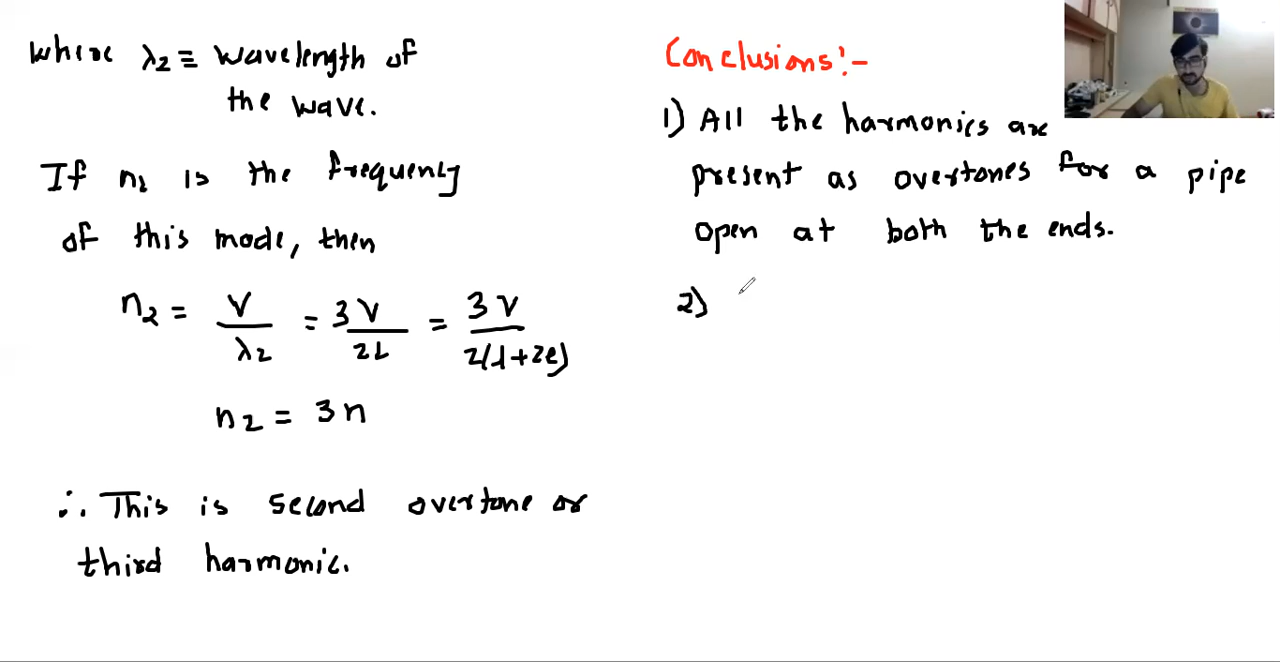 where λ₂ ≡ wavelength of
the wave.
If n₂ is the frequency
of this mode, then
n₂ = V/λ₂ = 3V/2L = 3V/2(l+2e)
n₂ = 3n
∴ This is second overtone or
third harmonic.
Conclusions:-
1) All the harmonics are
present as overtones for a pipe
open at both the ends.
2)